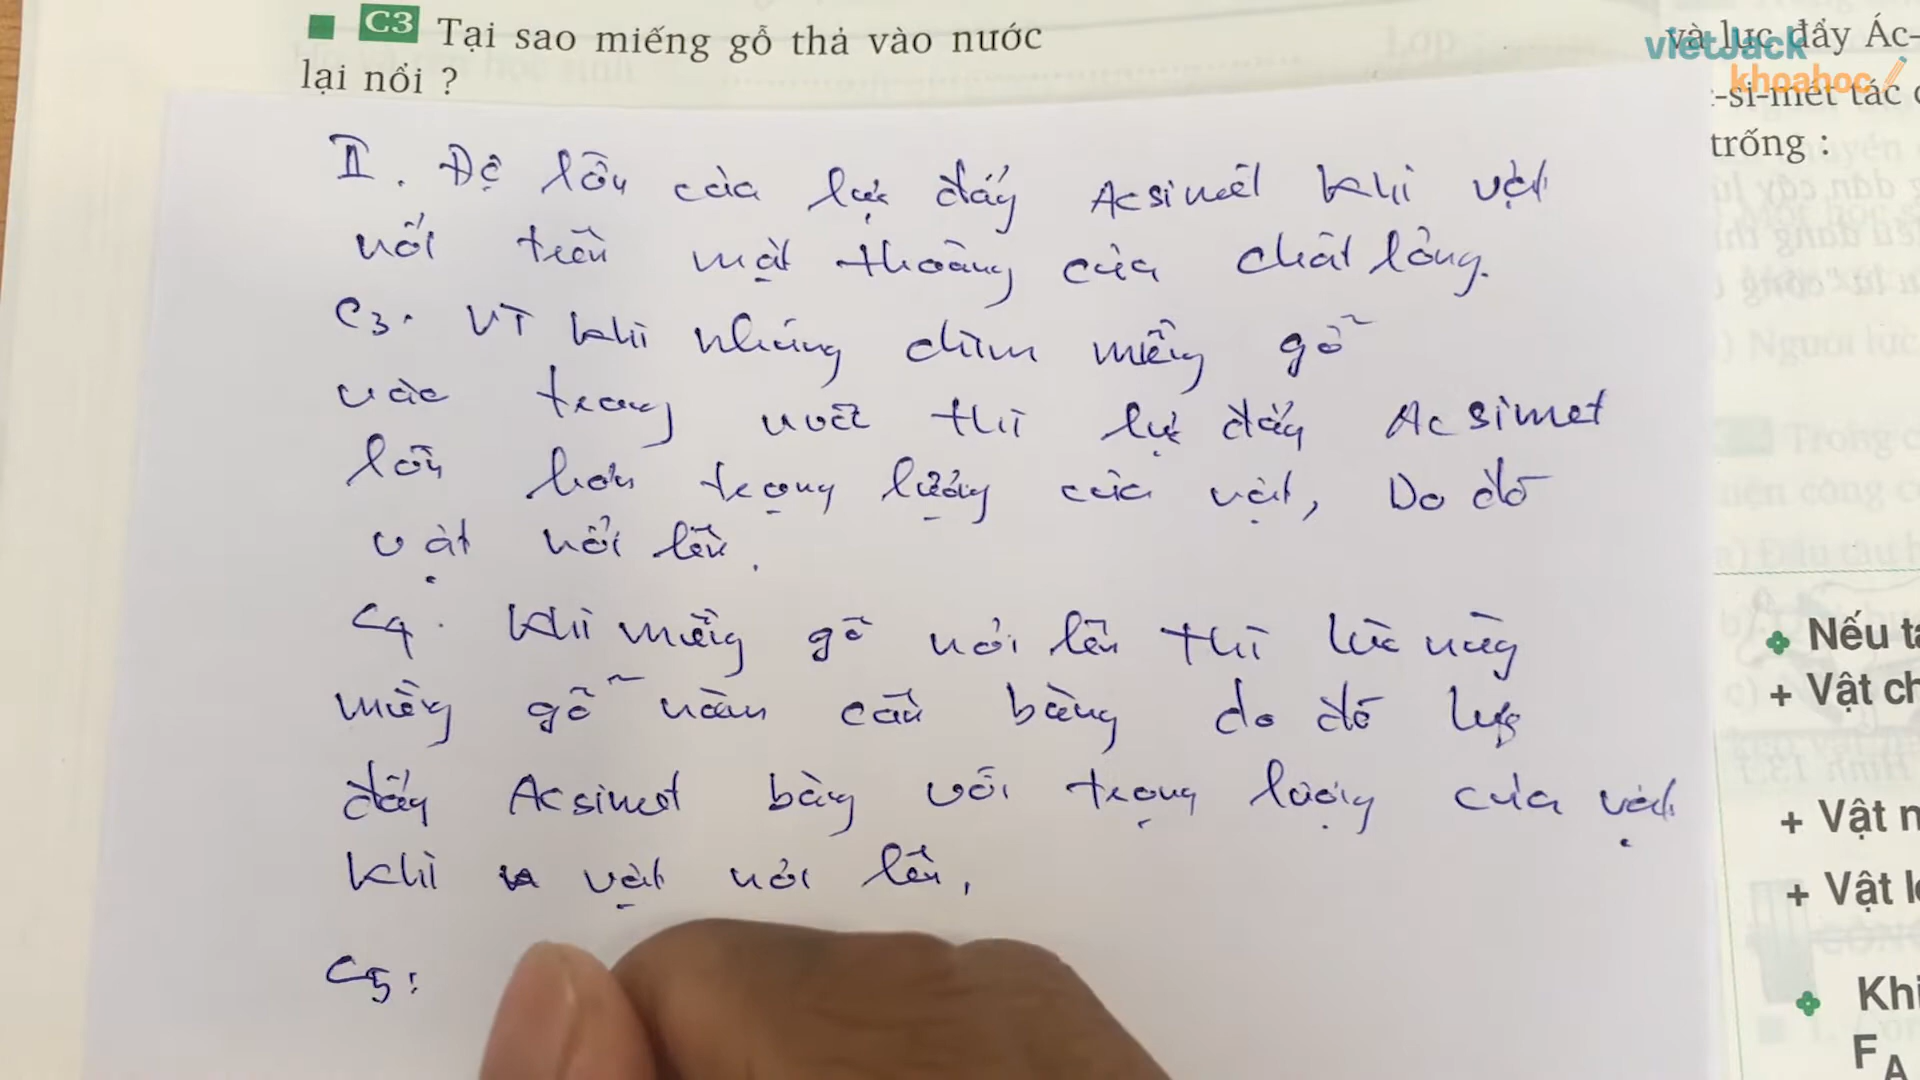 C3 Tại sao miếng gỗ thả vào nước
lại nổi ?
II. Độ lớn của lực đẩy Acsimét khi vật
nổi trên mặt thoáng của chất lỏng.
C3. Vì khi nhúng chìm miếng gỗ
vào trong nước thì lực đẩy Acsimet
lớn hơn trọng lượng của vật, Do đó
vật nổi lên.
C4. Khi miếng gỗ nổi lên thì lúc này
miếng gỗ nằm cân bằng do đó lực
đẩy Acsimet bằng với trọng lượng của vật
khi vật nổi lên.
C5:
và lực đẩy Ác-
-si-mét tác
trống :
vietJack
khoahoc
Nếu
+ Vật
+ Vật
+ Vật
Khi
FA